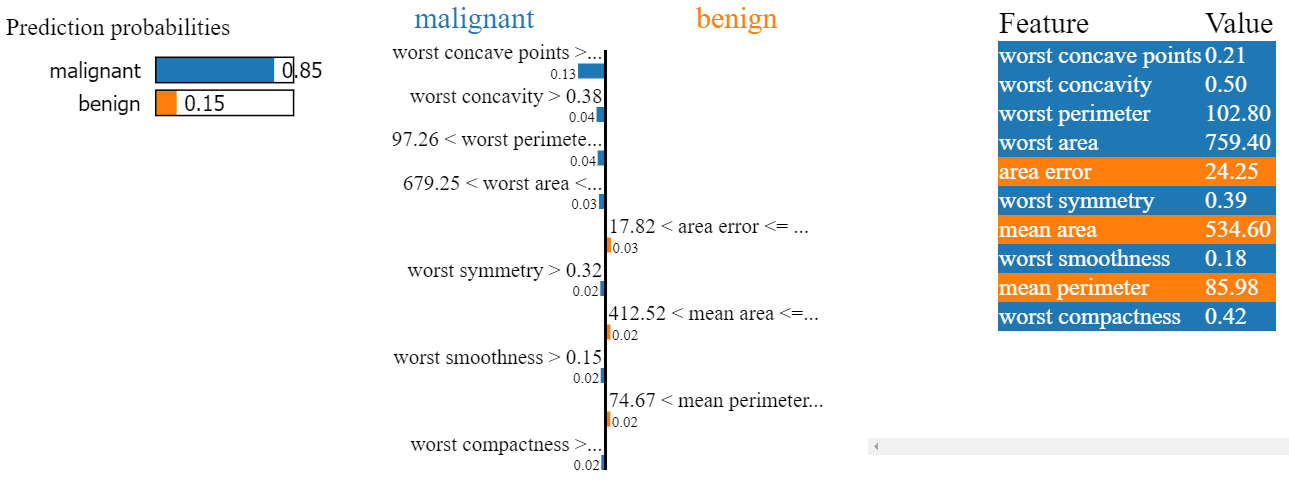 Prediction probabilities
malignant 0.85
benign 0.15
malignant benign
worst concave points >...
0.13
worst concavity > 0.38
0.04
97.26 < worst perimete...
0.04
679.25 < worst area <...
0.03
17.82 < area error <= ...
0.03
worst symmetry > 0.32
0.02
412.52 < mean area <=...
0.02
worst smoothness > 0.15
0.02
74.67 < mean perimeter...
0.02
worst compactness >...
0.02
Feature Value
worst concave points 0.21
worst concavity 0.50
worst perimeter 102.80
worst area 759.40
area error 24.25
worst symmetry 0.39
mean area 534.60
worst smoothness 0.18
mean perimeter 85.98
worst compactness 0.42